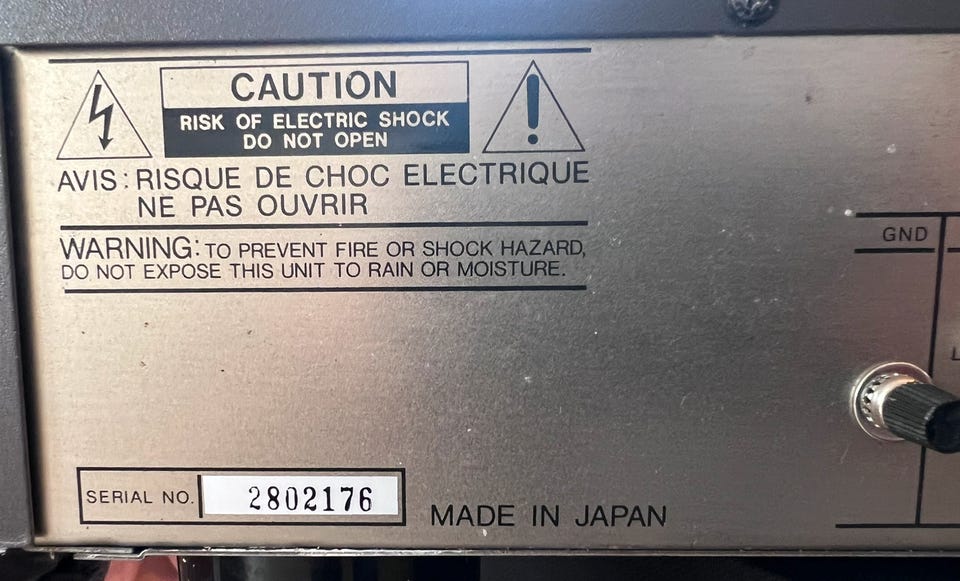 CAUTION
RISK OF ELECTRIC SHOCK
DO NOT OPEN
AVIS : RISQUE DE CHOC ELECTRIQUE
NE PAS OUVRIR
WARNING: TO PREVENT FIRE OR SHOCK HAZARD,
DO NOT EXPOSE THIS UNIT TO RAIN OR MOISTURE.
GND
L
SERIAL NO. 2802176
MADE IN JAPAN